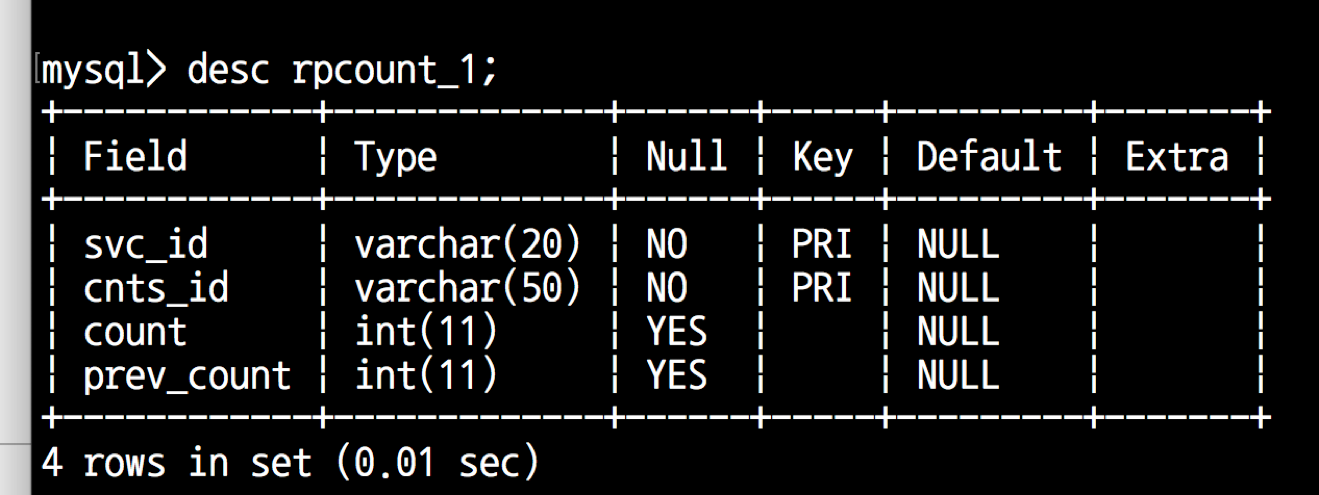 mysql> desc rpcount_1;
+------------+-------------+------+-----+---------+-------+
| Field      | Type        | Null | Key | Default | Extra |
+------------+-------------+------+-----+---------+-------+
| svc_id     | varchar(20) | NO   | PRI | NULL    |       |
| cnts_id    | varchar(50) | NO   | PRI | NULL    |       |
| count      | int(11)     | YES  |     | NULL    |       |
| prev_count | int(11)     | YES  |     | NULL    |       |
+------------+-------------+------+-----+---------+-------+
4 rows in set (0.01 sec)